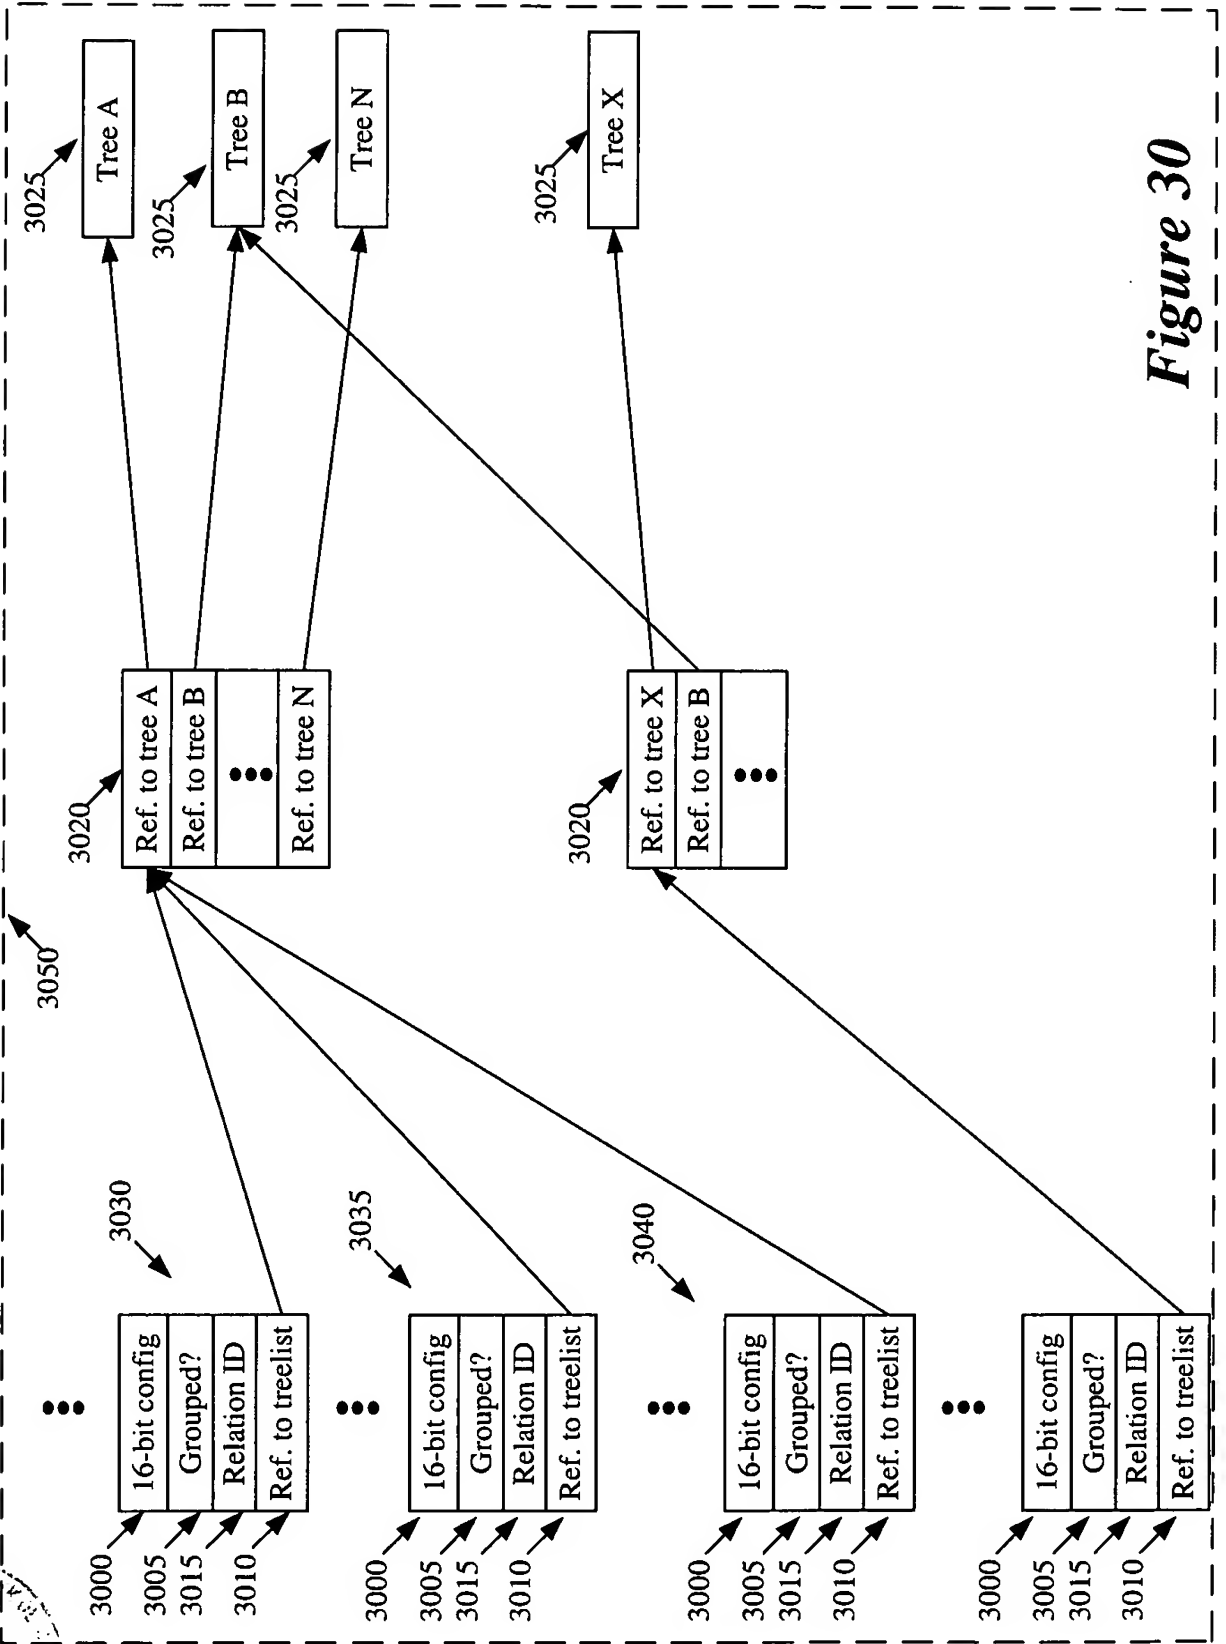 3050
3000
3005
3015
3010
16-bit config
Grouped?
Relation ID
Ref. to treelist
3030
3000
3005
3015
3010
16-bit config
Grouped?
Relation ID
Ref. to treelist
3035
3000
3005
3015
3010
16-bit config
Grouped?
Relation ID
Ref. to treelist
3040
3000
3005
3015
3010
16-bit config
Grouped?
Relation ID
Ref. to treelist
3020
Ref. to tree A
Ref. to tree B
Ref. to tree N
3020
Ref. to tree X
Ref. to tree B
3025
Tree A
3025
Tree B
3025
Tree N
3025
Tree X
Figure 30